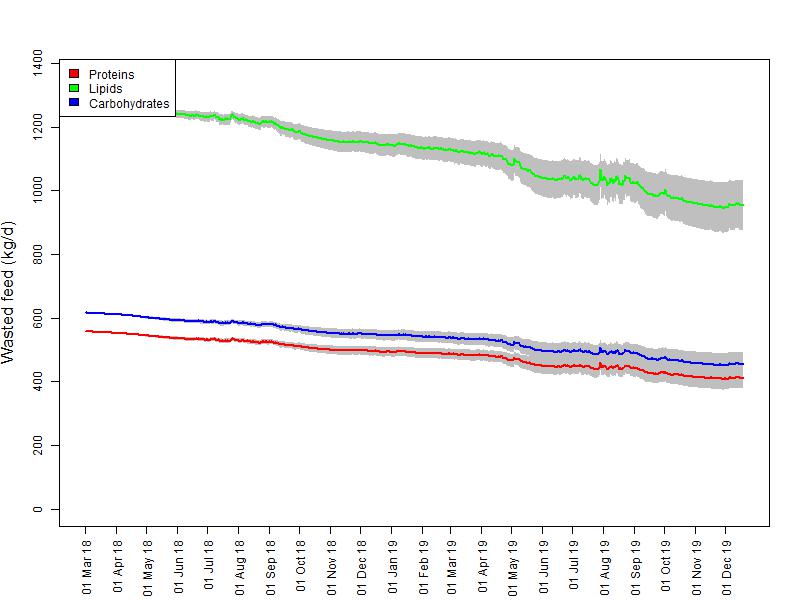 Wasted feed (kg/d)
1400
1200
1000
800
600
400
200
0
Proteins
Lipids
Carbohydrates
01 Mar 18
01 Apr 18
01 May 18
01 Jun 18
01 Jul 18
01 Aug 18
01 Sep 18
01 Oct 18
01 Nov 18
01 Dec 18
01 Jan 19
01 Feb 19
01 Mar 19
01 Apr 19
01 May 19
01 Jun 19
01 Jul 19
01 Aug 19
01 Sep 19
01 Oct 19
01 Nov 19
01 Dec 19